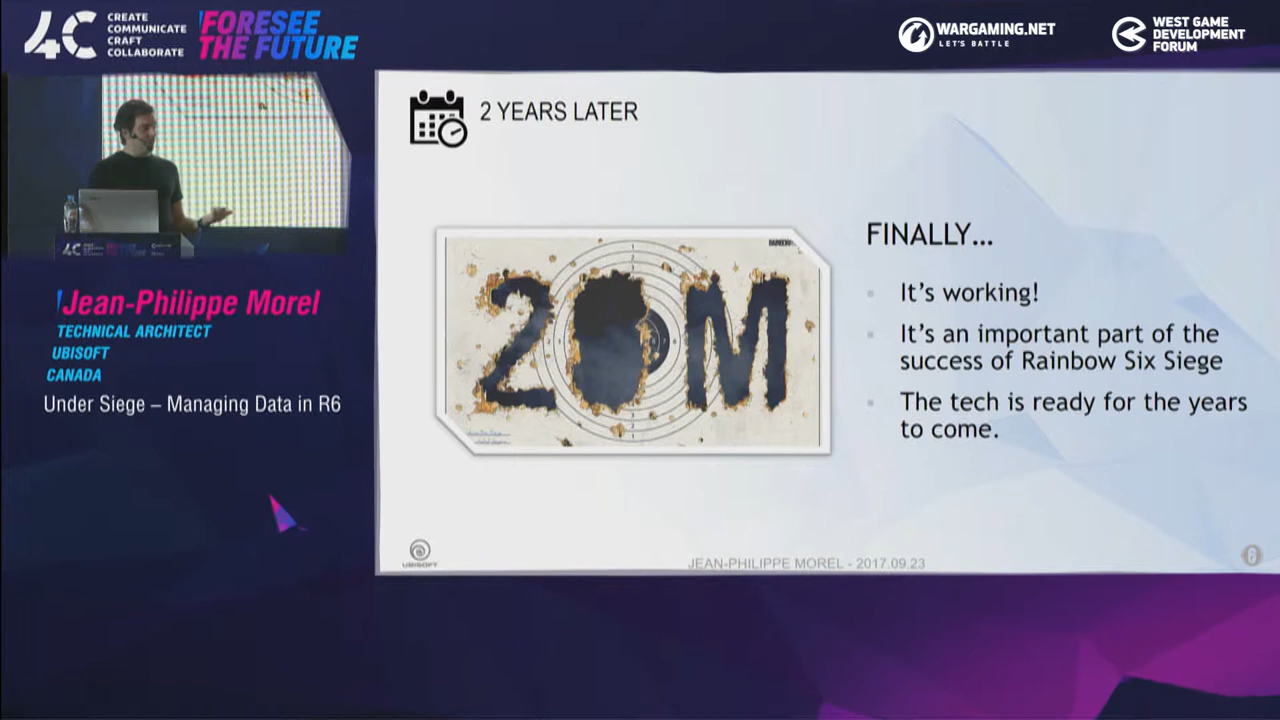 4C
CREATE
COMMUNICATE
CRAFT
COLLABORATE
FORESEE
THE FUTURE
WARGAMING.NET
LET'S BATTLE
WEST GAME
DEVELOPMENT
FORUM
2 YEARS LATER
20M
FINALLY...
It's working!
It's an important part of the
success of Rainbow Six Siege
The tech is ready for the years
to come.
Jean-Philippe Morel
TECHNICAL ARCHITECT
UBISOFT
CANADA
Under Siege – Managing Data in R6
UBISOFT
JEAN-PHILIPPE MOREL - 2017.09.23
6